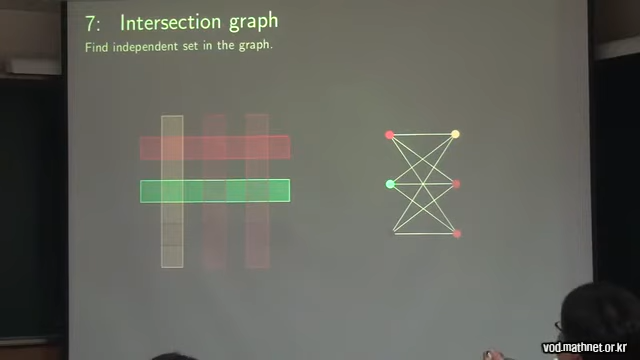 7: Intersection graph
Find independent set in the graph.
vod.mathnet.or.kr